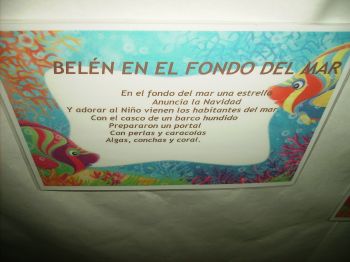 BELÉN EN EL FONDO DEL MAR
En el fondo del mar una estrella
Anuncia la Navidad
Y adorar al Niño vienen los habitantes del mar
Con el casco de un barco hundido
Prepararon un portal
Con perlas y caracolas
Algas, conchas y coral.